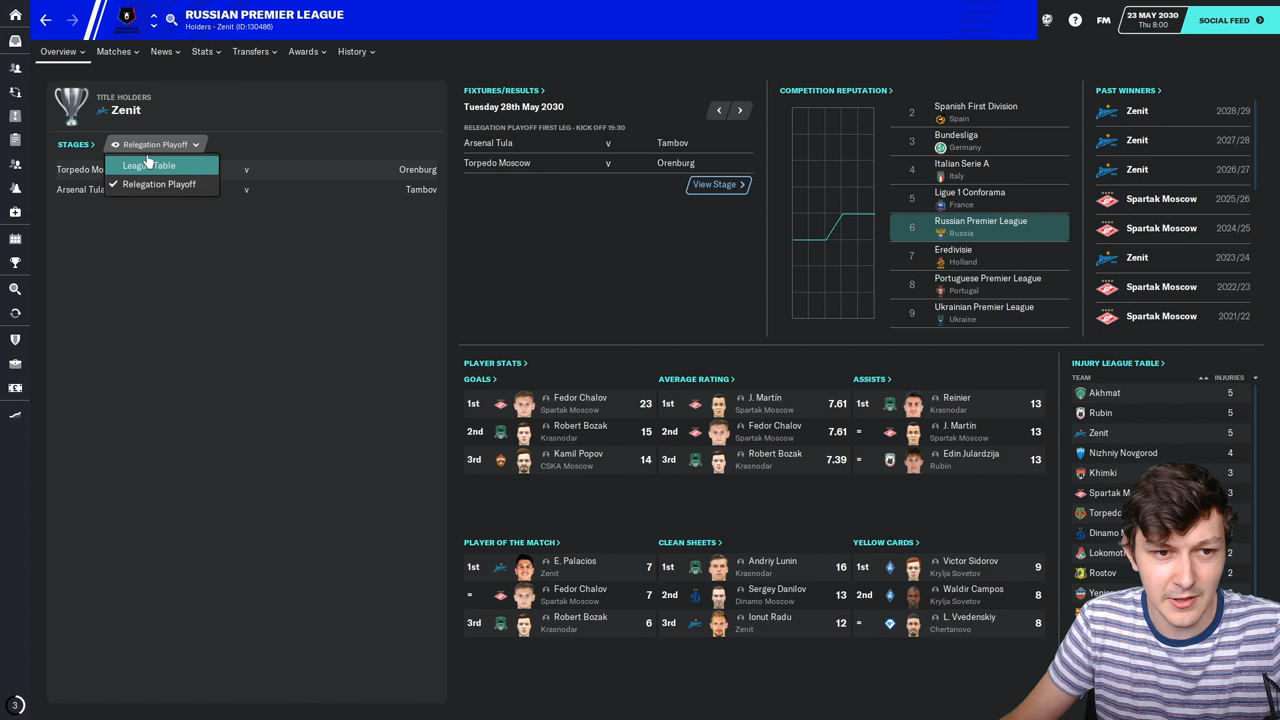 RUSSIAN PREMIER LEAGUE
Holders - Zenit (ID:130486)
FM
23 MAY 2030
Thu 8:00
SOCIAL FEED
Overview
Matches
News
Stats
Transfers
Awards
History
TITLE HOLDERS
Zenit
STAGES
Relegation Playoff
League Table
Relegation Playoff
Torpedo Mo
v
Orenburg
Arsenal Tula
v
Tambov
FIXTURES/RESULTS
Tuesday 28th May 2030
RELEGATION PLAYOFF FIRST LEG - KICK OFF 19:30
Arsenal Tula v Tambov
Torpedo Moscow v Orenburg
View Stage
COMPETITION REPUTATION
2 Spanish First Division
Spain
3 Bundesliga
Germany
4 Italian Serie A
Italy
5 Ligue 1 Conforama
France
6 Russian Premier League
Russia
7 Eredivisie
Holland
8 Portuguese Premier League
Portugal
9 Ukrainian Premier League
Ukraine
PAST WINNERS
Zenit 2028/29
Zenit 2027/28
Zenit 2026/27
Spartak Moscow 2025/26
Spartak Moscow 2024/25
Zenit 2023/24
Spartak Moscow 2022/23
Spartak Moscow 2021/22
PLAYER STATS
GOALS
1st Fedor Chalov 23
Spartak Moscow
2nd Robert Bozak 15
Krasnodar
3rd Kamil Popov 14
CSKA Moscow
AVERAGE RATING
1st J. Martín 7.61
Spartak Moscow
2nd Fedor Chalov 7.61
Spartak Moscow
3rd Robert Bozak 7.39
Krasnodar
ASSISTS
1st Reinier 13
Krasnodar
= J. Martín 13
Spartak Moscow
= Edin Julardzija 13
Rubin
PLAYER OF THE MATCH
1st E. Palacios 7
Zenit
= Fedor Chalov 7
Spartak Moscow
3rd Robert Bozak 6
Krasnodar
CLEAN SHEETS
1st Andriy Lunin 16
Krasnodar
2nd Sergey Danilov 13
Dinamo Moscow
3rd Ionut Radu 12
Zenit
YELLOW CARDS
1st Victor Sidorov 9
Krylja Sovetov
2nd Waldir Campos 8
Krylja Sovetov
= L. Vvedenskiy 8
Chertanovo
INJURY LEAGUE TABLE
TEAM INJURIES
Akhmat 5
Rubin 5
Zenit 5
Nizhniy Novgorod 4
Khimki 3
Spartak M 3
Torped
Dinamo
Lokomo 2
Rostov 2
Yenis
3